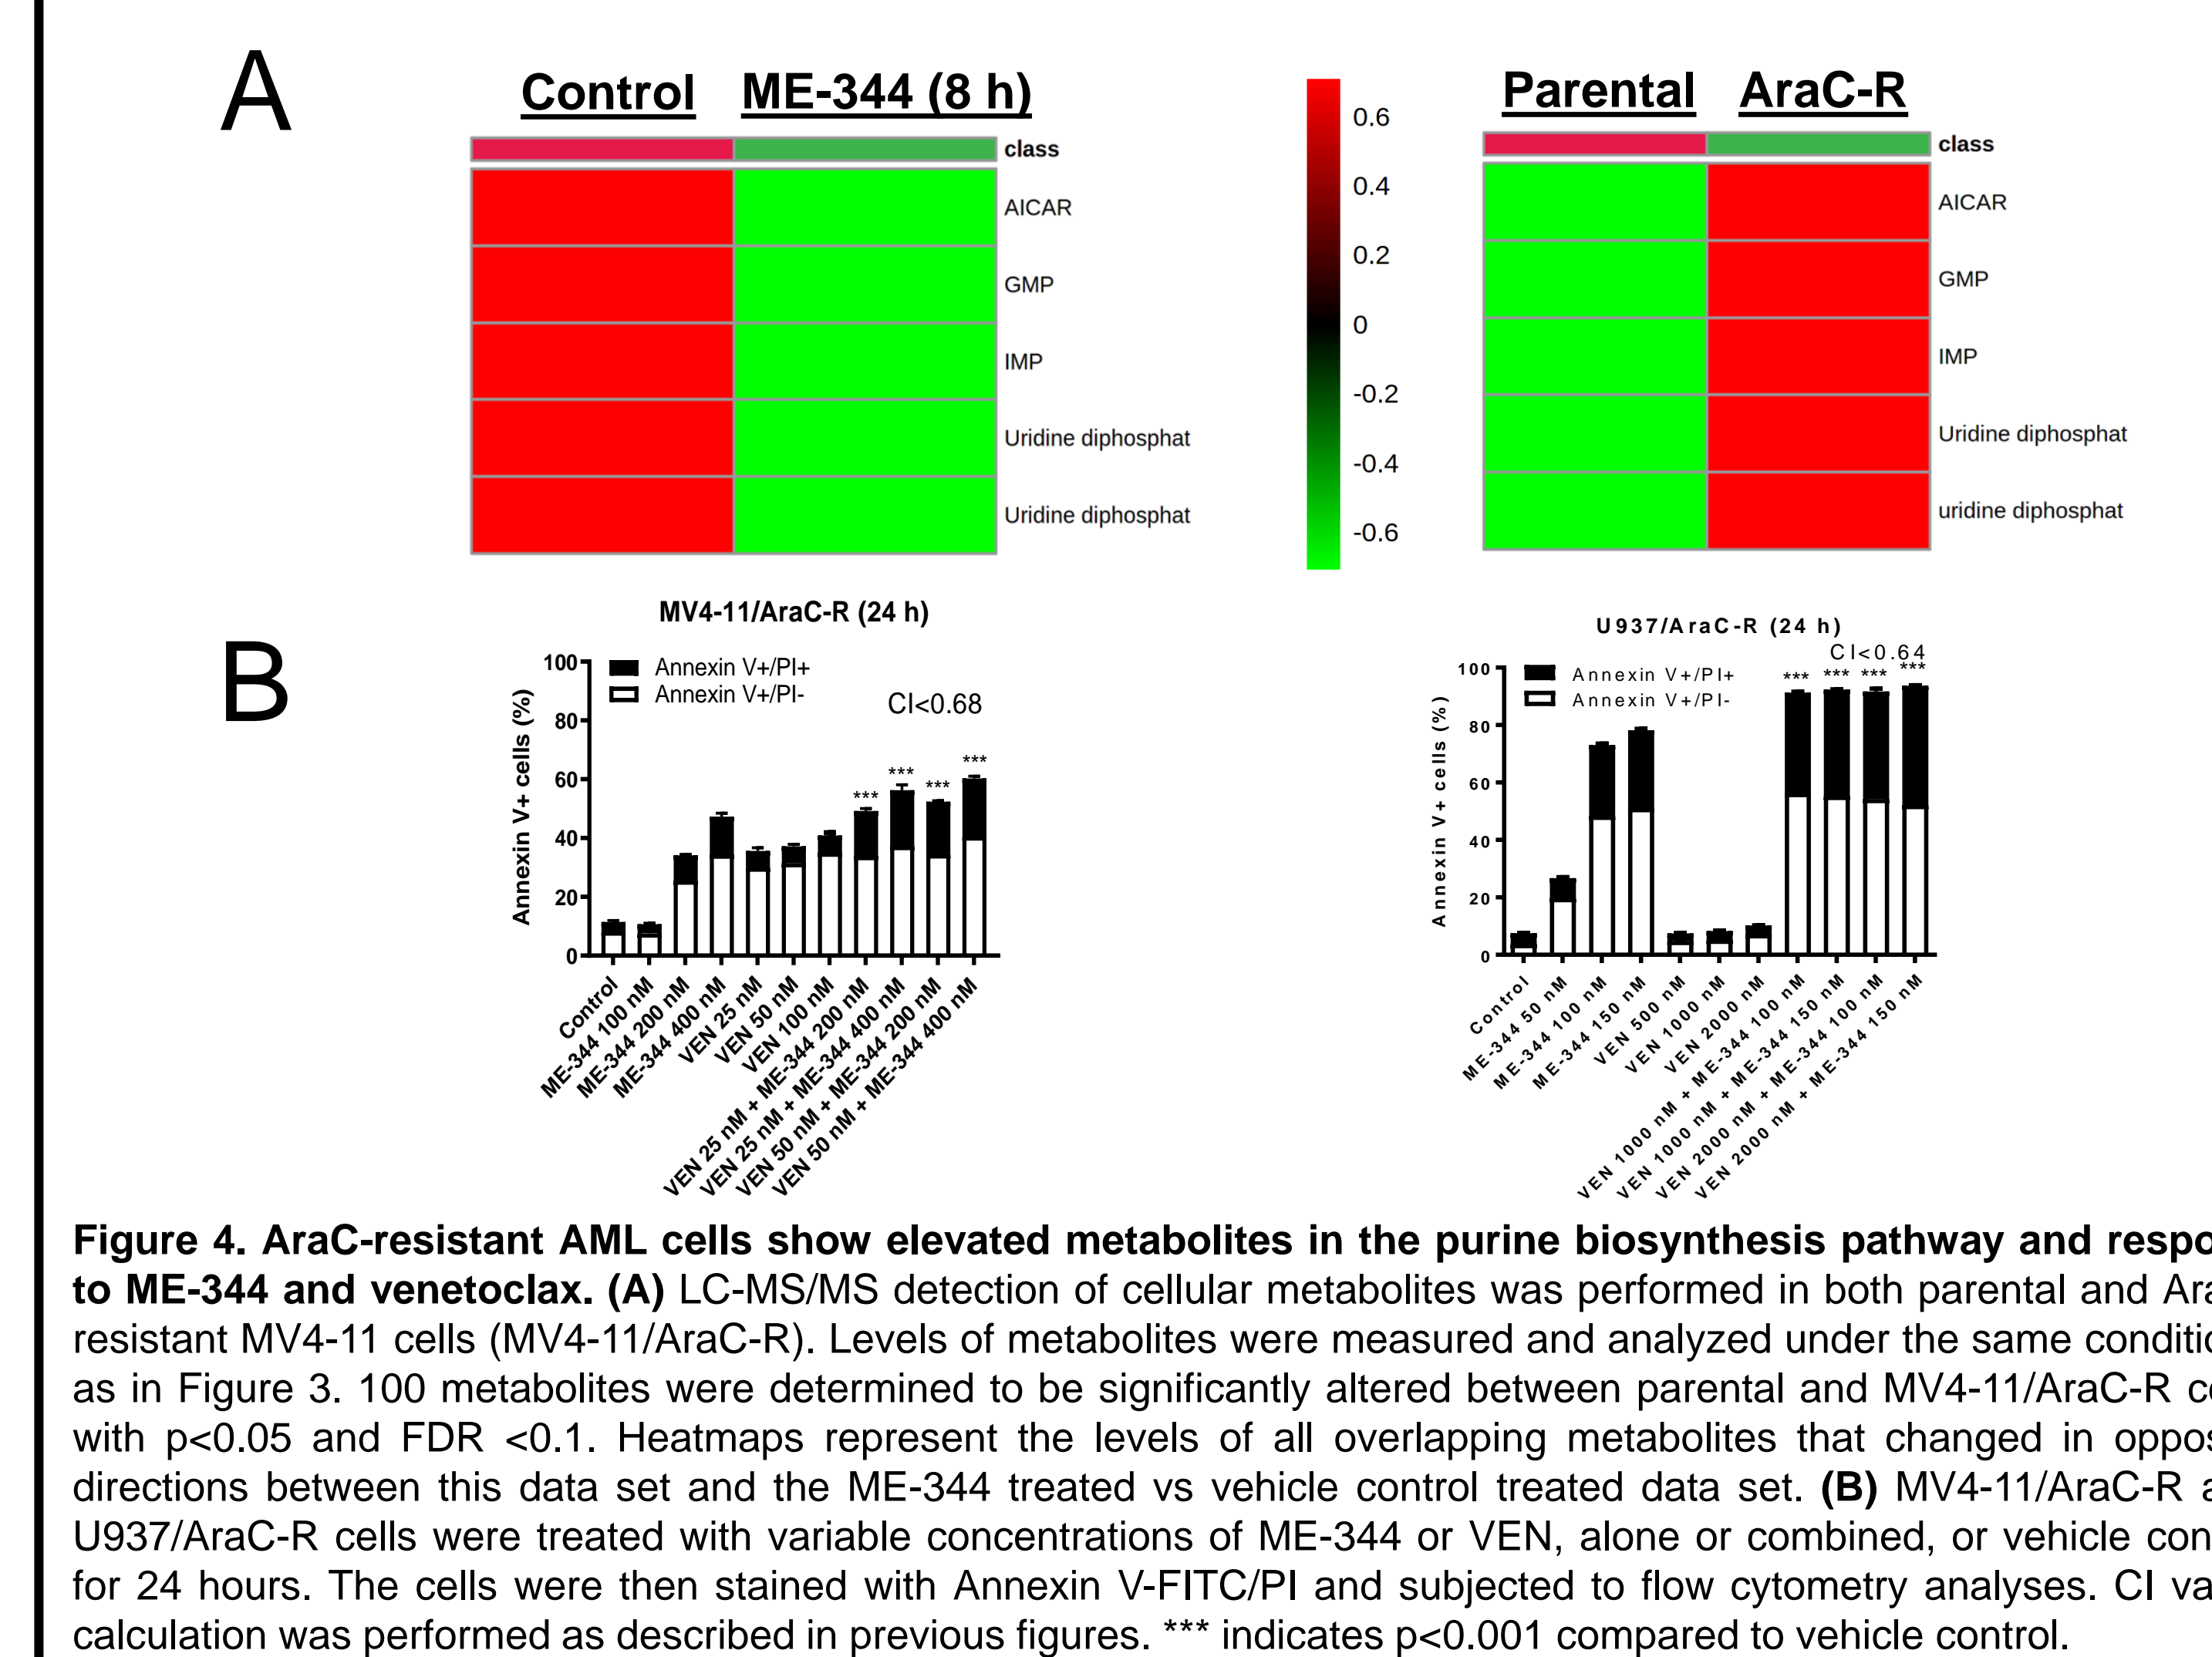 A
Control ME-344 (8 h)
class
AICAR
GMP
IMP
Uridine diphosphat
Uridine diphosphat
0.6
0.4
0.2
0
-0.2
-0.4
-0.6
Parental AraC-R
class
AICAR
GMP
IMP
Uridine diphosphat
uridine diphosphat
B
MV4-11/AraC-R (24 h)
Annexin V+/PI+
Annexin V+/PI-
CI<0.68
Annexin V+ cells (%)
100
80
60
40
20
0
***
***
***
***
Control
ME-344 100 nM
ME-344 200 nM
ME-344 400 nM
VEN 25 nM
VEN 50 nM
VEN 100 nM
VEN 25 nM + ME-344 200 nM
VEN 25 nM + ME-344 400 nM
VEN 50 nM + ME-344 200 nM
VEN 50 nM + ME-344 400 nM
U937/AraC-R (24 h)
CI<0.64
Annexin V+/PI+
Annexin V+/PI-
*** *** *** ***
Annexin V+ cells (%)
100
80
60
40
20
0
Control
ME-344 50 nM
ME-344 100 nM
ME-344 150 nM
VEN 500 nM
VEN 1000 nM
VEN 2000 nM
VEN 1000 nM + ME-344 100 nM
VEN 1000 nM + ME-344 150 nM
VEN 2000 nM + ME-344 100 nM
VEN 2000 nM + ME-344 150 nM
Figure 4. AraC-resistant AML cells show elevated metabolites in the purine biosynthesis pathway and respo
to ME-344 and venetoclax. (A) LC-MS/MS detection of cellular metabolites was performed in both parental and Ara
resistant MV4-11 cells (MV4-11/AraC-R). Levels of metabolites were measured and analyzed under the same conditi
as in Figure 3. 100 metabolites were determined to be significantly altered between parental and MV4-11/AraC-R c
with p<0.05 and FDR <0.1. Heatmaps represent the levels of all overlapping metabolites that changed in oppos
directions between this data set and the ME-344 treated vs vehicle control treated data set. (B) MV4-11/AraC-R a
U937/AraC-R cells were treated with variable concentrations of ME-344 or VEN, alone or combined, or vehicle con
for 24 hours. The cells were then stained with Annexin V-FITC/PI and subjected to flow cytometry analyses. CI va
calculation was performed as described in previous figures. *** indicates p<0.001 compared to vehicle control.